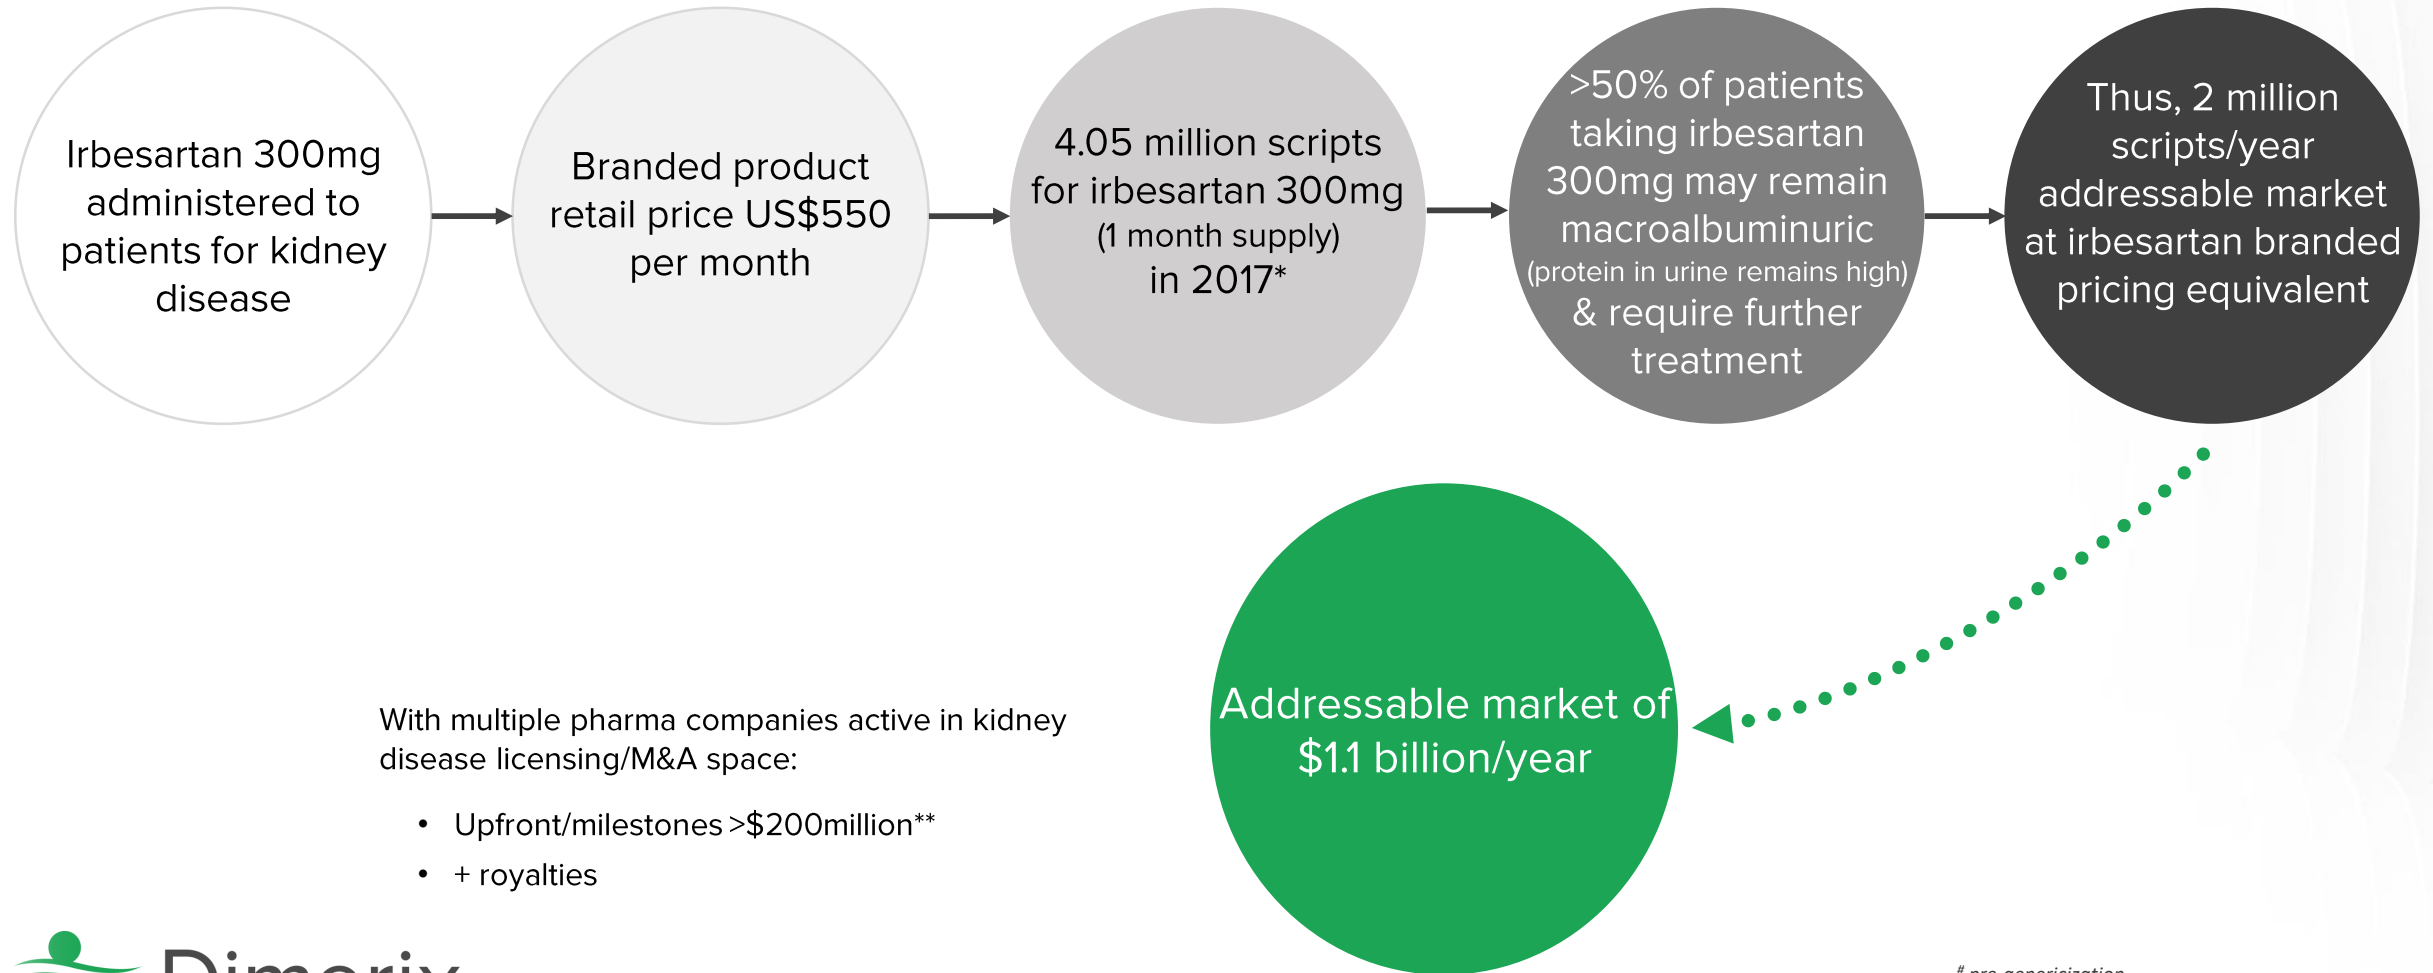 Irbesartan 300mg
administered to
patients for kidney
disease
Branded product
retail price US$550
per month
4.05 million scripts
for irbesartan 300mg
(1 month supply)
in 2017*
>50% of patients
taking irbesartan
300mg may remain
macroalbuminuric
(protein in urine remains high)
& require further
treatment
Thus, 2 million
scripts/year
addressable market
at irbesartan branded
pricing equivalent
Addressable market of
$1.1 billion/year
With multiple pharma companies active in kidney
disease licensing/M&A space:
• Upfront/milestones >$200million**
• + royalties
Dimerix
# pre-genericization